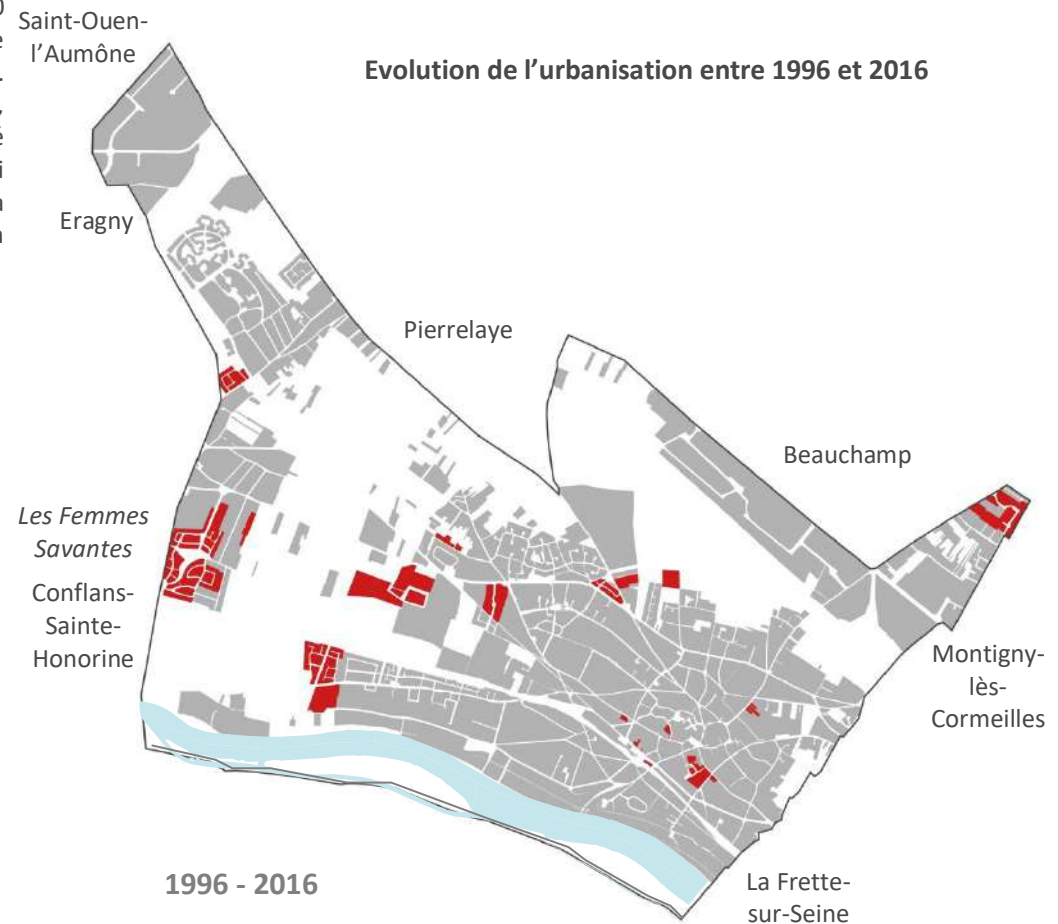 Saint-Ouen-
l’Aumône
Evolution de l’urbanisation entre 1996 et 2016
Eragny
Pierrelaye
Beauchamp
Les Femmes
Savantes
Conflans-
Sainte-
Honorine
Montigny-
lès-
Cormeilles
1996 - 2016
La Frette-
sur-Seine